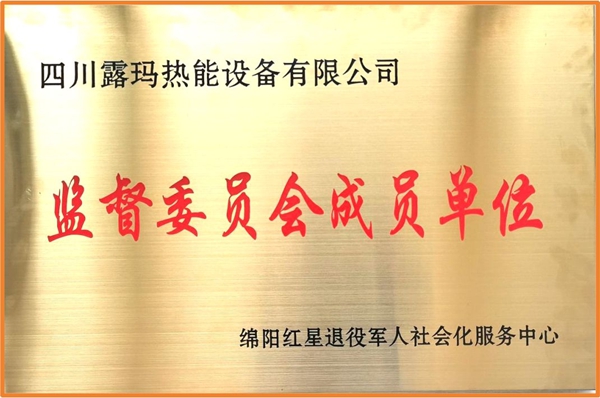 四川露玛热能设备有限公司
监督委员会成员单位
绵阳红星退役军人社会化服务中心